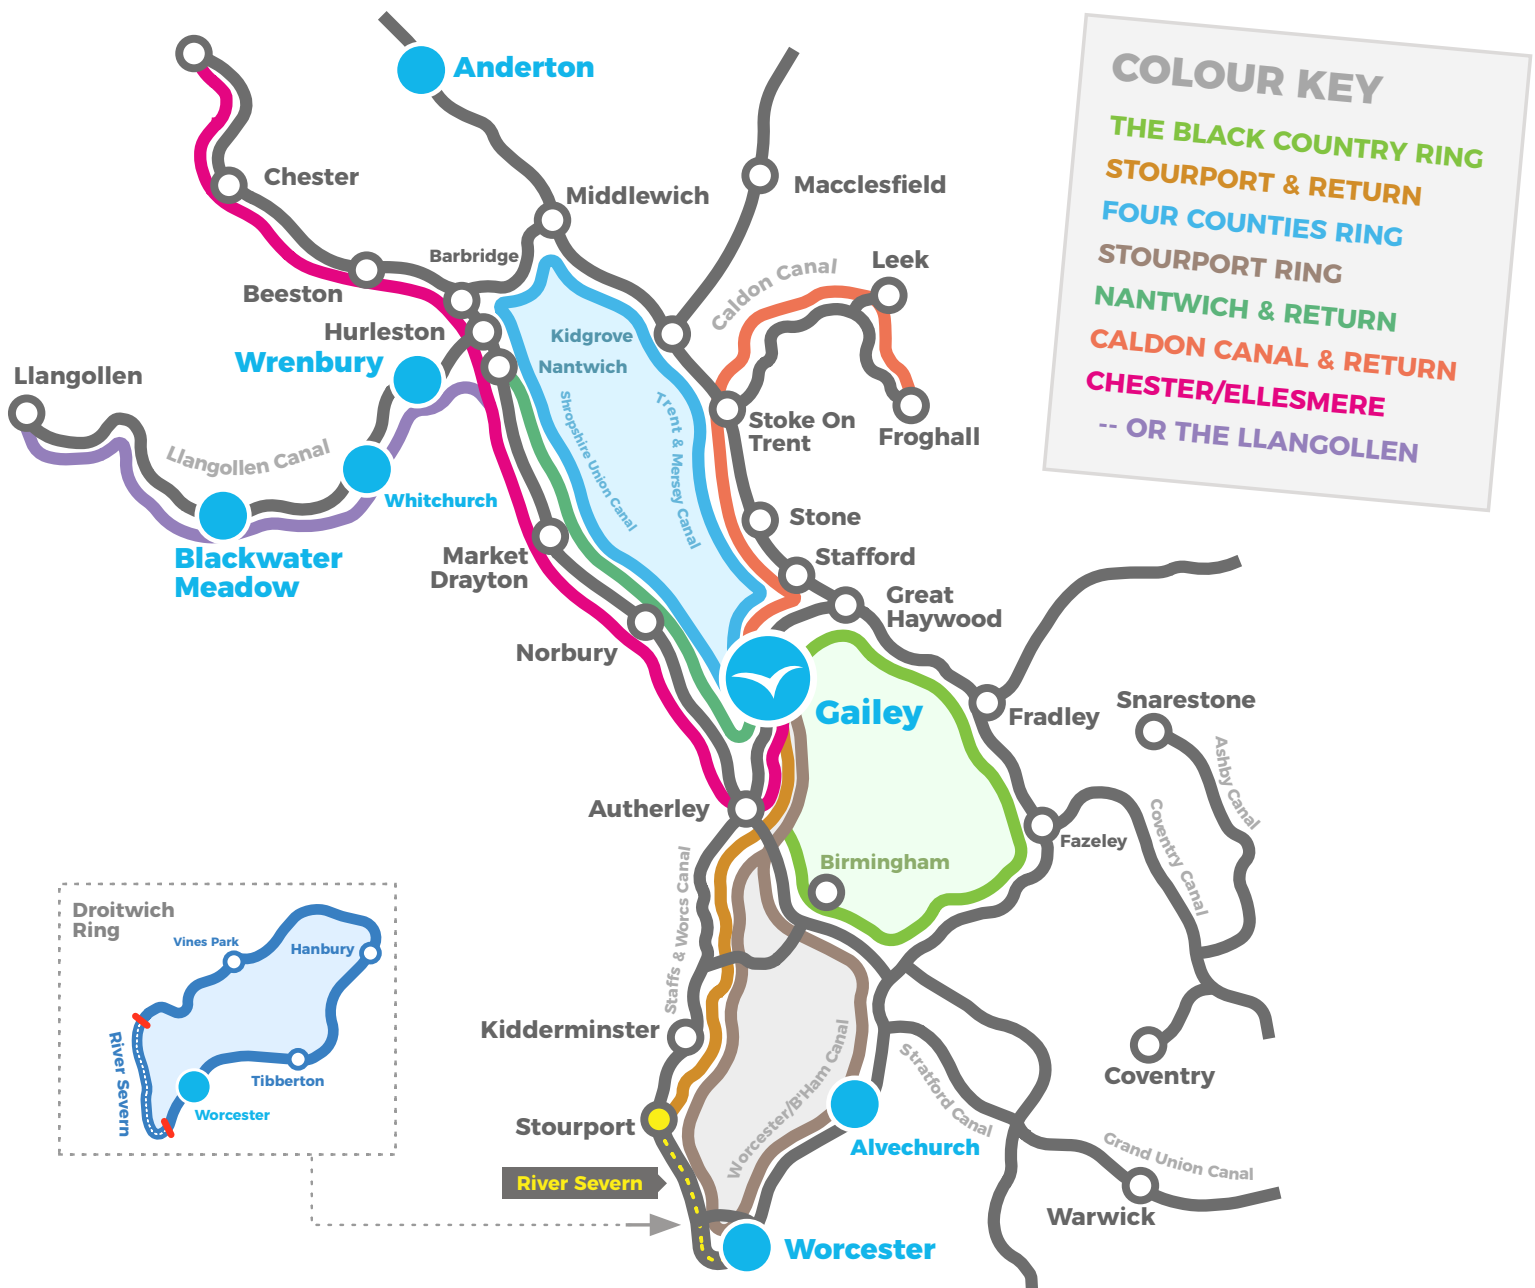 Anderton
COLOUR KEY
THE BLACK COUNTRY RING
STOURPORT & RETURN
FOUR COUNTIES RING
STOURPORT RING
NANTWICH & RETURN
CALDON CANAL & RETURN
CHESTER/ELLESMERE
-- OR THE LLANGOLLEN
Chester
Middlewich
Macclesfield
Barbridge
Beeston
Caldon Canal
Leek
Hurleston
Kidgrove
Wrenbury
Nantwich
Llangollen
Shropshire Union Canal
Trent & Mersey Canal
Stoke On
Trent
Froghall
Llangollen Canal
Whitchurch
Stone
Blackwater
Meadow
Market
Drayton
Stafford
Great
Haywood
Norbury
Gailey
Fradley
Snarestone
Ashby Canal
Autherley
Fazeley
Coventry Canal
Birmingham
Staffs & Worcs Canal
Droitwich
Ring
Vines Park
Hanbury
River Severn
Tibberton
Worcester
Kidderminster
Worcester/B'Ham Canal
Stratford Canal
Coventry
Stourport
Alvechurch
Grand Union Canal
River Severn
Warwick
Worcester